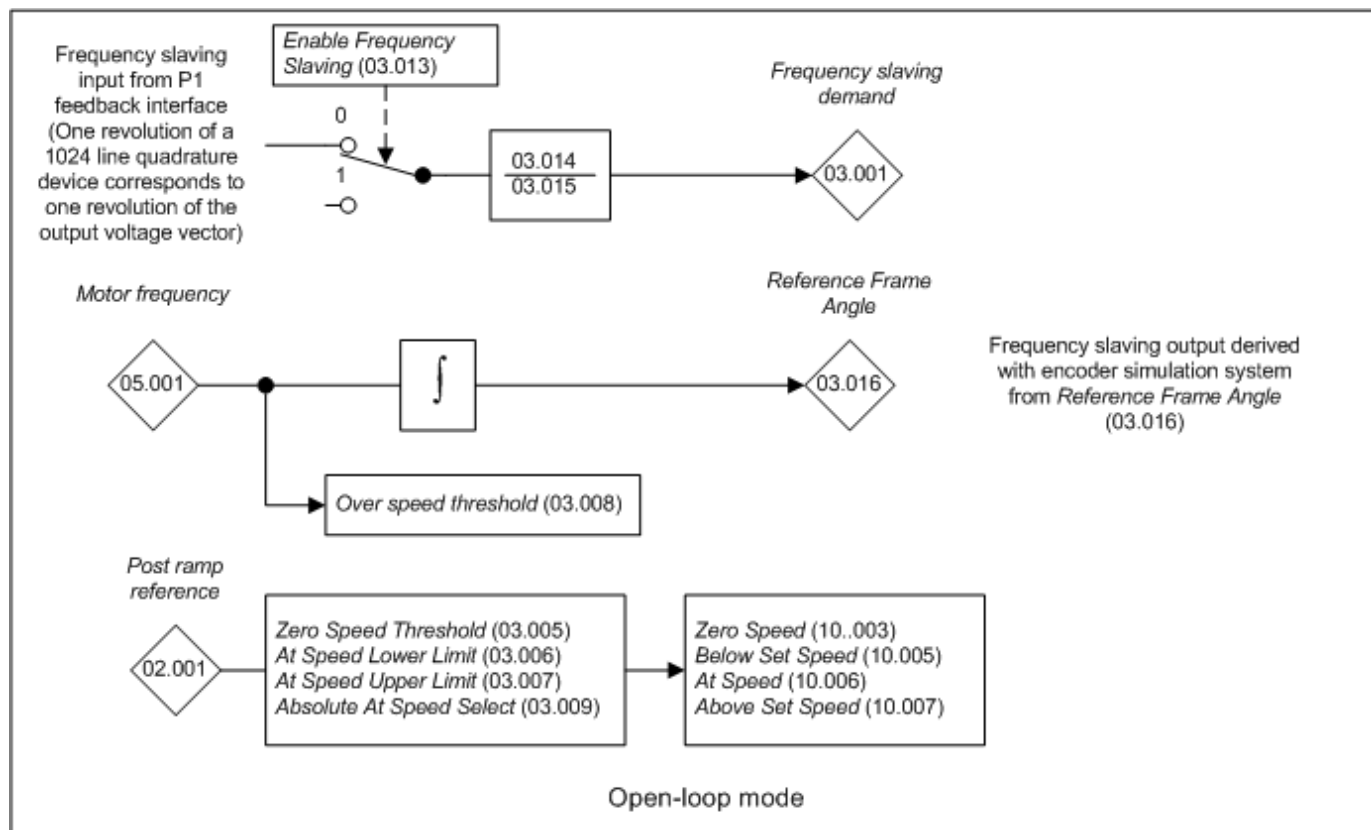 Frequency slaving
input from P1
feedback interface
(One revolution of a
1024 line quadrature
device corresponds to
one revolution of the
output voltage vector)
Enable Frequency
Slaving (03.013)
0
1
03.014
03.015
Frequency slaving
demand
03.001
Motor frequency
05.001
∫
Reference Frame
Angle
03.016
Frequency slaving output derived
with encoder simulation system
from Reference Frame Angle
(03.016)
Over speed threshold (03.008)
Post ramp
reference
02.001
Zero Speed Threshold (03.005)
At Speed Lower Limit (03.006)
At Speed Upper Limit (03.007)
Absolute At Speed Select (03.009)
Zero Speed (10..003)
Below Set Speed (10.005)
At Speed (10.006)
Above Set Speed (10.007)
Open-loop mode